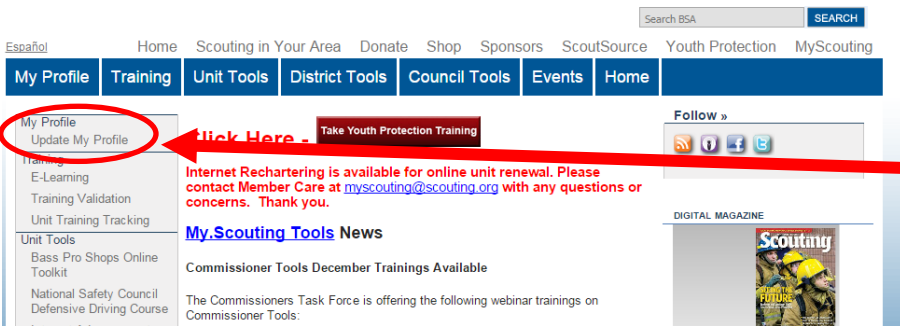 Search BSA SEARCH
Español Home Scouting in Your Area Donate Shop Sponsors ScoutSource Youth Protection MyScouting
My Profile Training Unit Tools District Tools Council Tools Events Home
My Profile
Update My Profile
Training
E-Learning
Training Validation
Unit Training Tracking
Unit Tools
Bass Pro Shops Online
Toolkit
National Safety Council
Defensive Driving Course
Click Here - Take Youth Protection Training
Internet Rechartering is available for online unit renewal. Please
contact Member Care at myscouting@scouting.org with any questions or
concerns. Thank you.
My.Scouting Tools News
Commissioner Tools December Trainings Available
The Commissioners Task Force is offering the following webinar trainings on
Commissioner Tools:
Follow »
DIGITAL MAGAZINE
Scouting
FUTURE